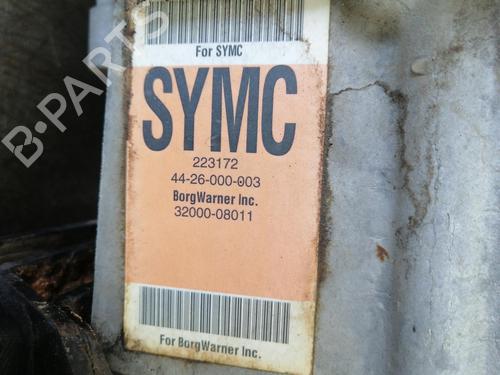 For SYMC
SYMC
223172
44-26-000-003
BorgWarner Inc.
32000-08011
For BorgWarner Inc.
B-PARTS